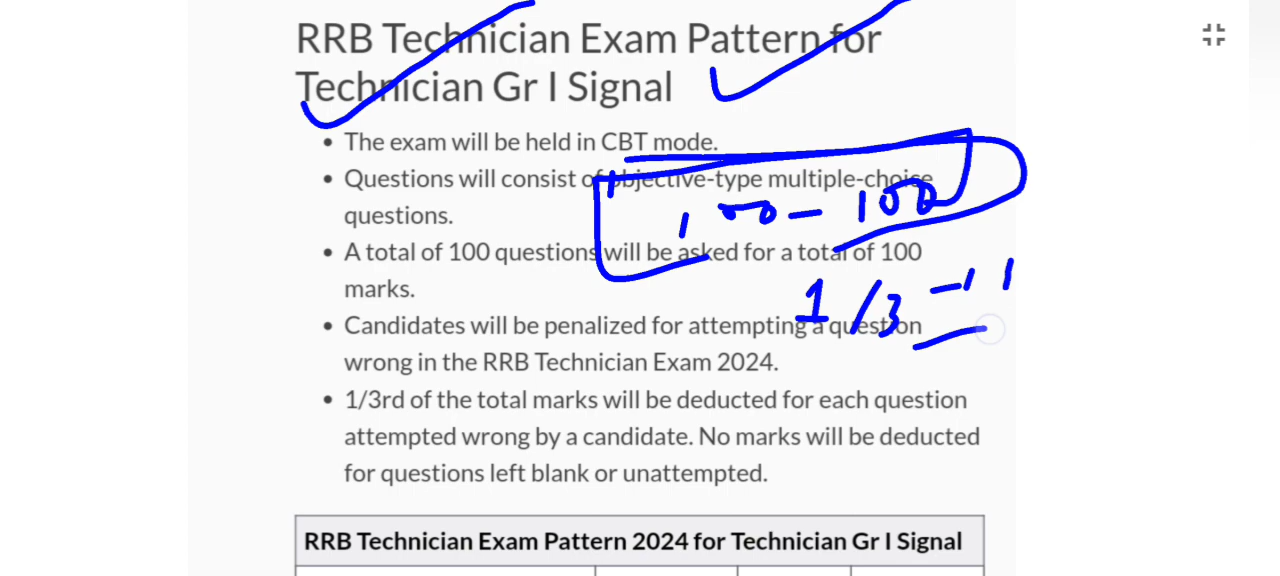 RRB Technician Exam Pattern for
Technician Gr I Signal
The exam will be held in CBT mode.
Questions will consist of objective-type multiple-choice
questions.
100 - 100
A total of 100 questions will be asked for a total of 100
marks.
1/3
Candidates will be penalized for attempting a question
wrong in the RRB Technician Exam 2024.
1/3rd of the total marks will be deducted for each question
attempted wrong by a candidate. No marks will be deducted
for questions left blank or unattempted.
RRB Technician Exam Pattern 2024 for Technician Gr I Signal